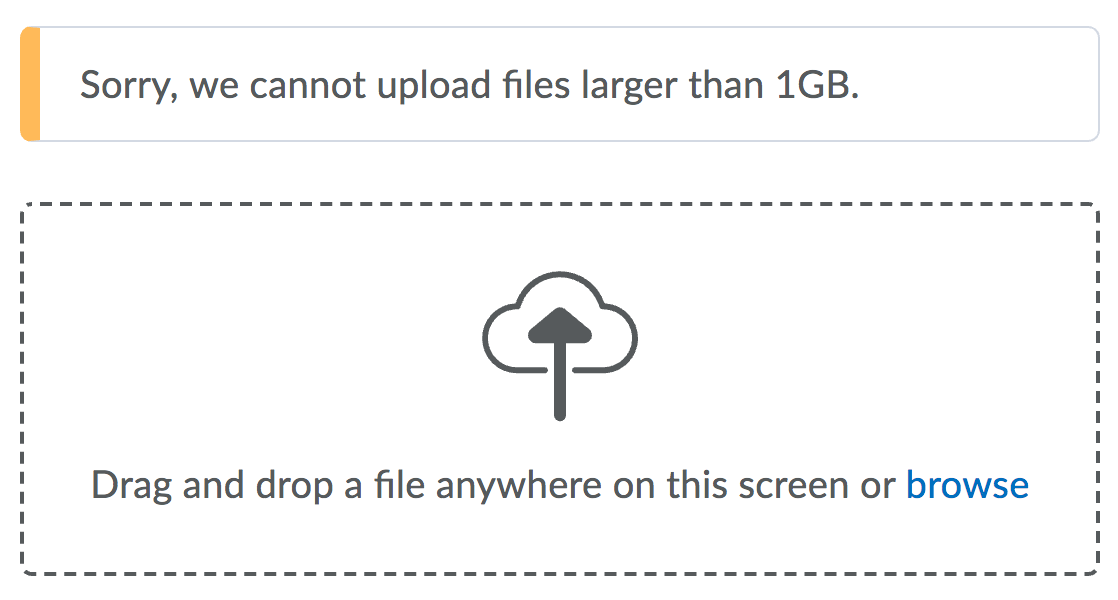 Sorry, we cannot upload files larger than 1GB.
Drag and drop a file anywhere on this screen or browse